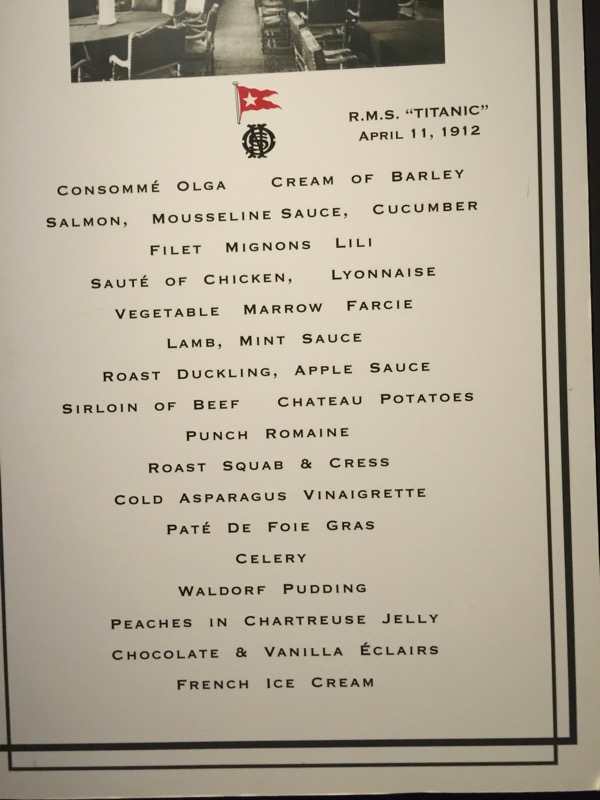 R.M.S. “TITANIC”
APRIL 11, 1912
CONSOMMÉ OLGA CREAM OF BARLEY
SALMON, MOUSSELINE SAUCE, CUCUMBER
FILET MIGNONS LILI
SAUTÉ OF CHICKEN, LYONNAISE
VEGETABLE MARROW FARCIE
LAMB, MINT SAUCE
ROAST DUCKLING, APPLE SAUCE
SIRLOIN OF BEEF CHATEAU POTATOES
PUNCH ROMAINE
ROAST SQUAB & CRESS
COLD ASPARAGUS VINAIGRETTE
PATÉ DE FOIE GRAS
CELERY
WALDORF PUDDING
PEACHES IN CHARTREUSE JELLY
CHOCOLATE & VANILLA ÉCLAIRS
FRENCH ICE CREAM